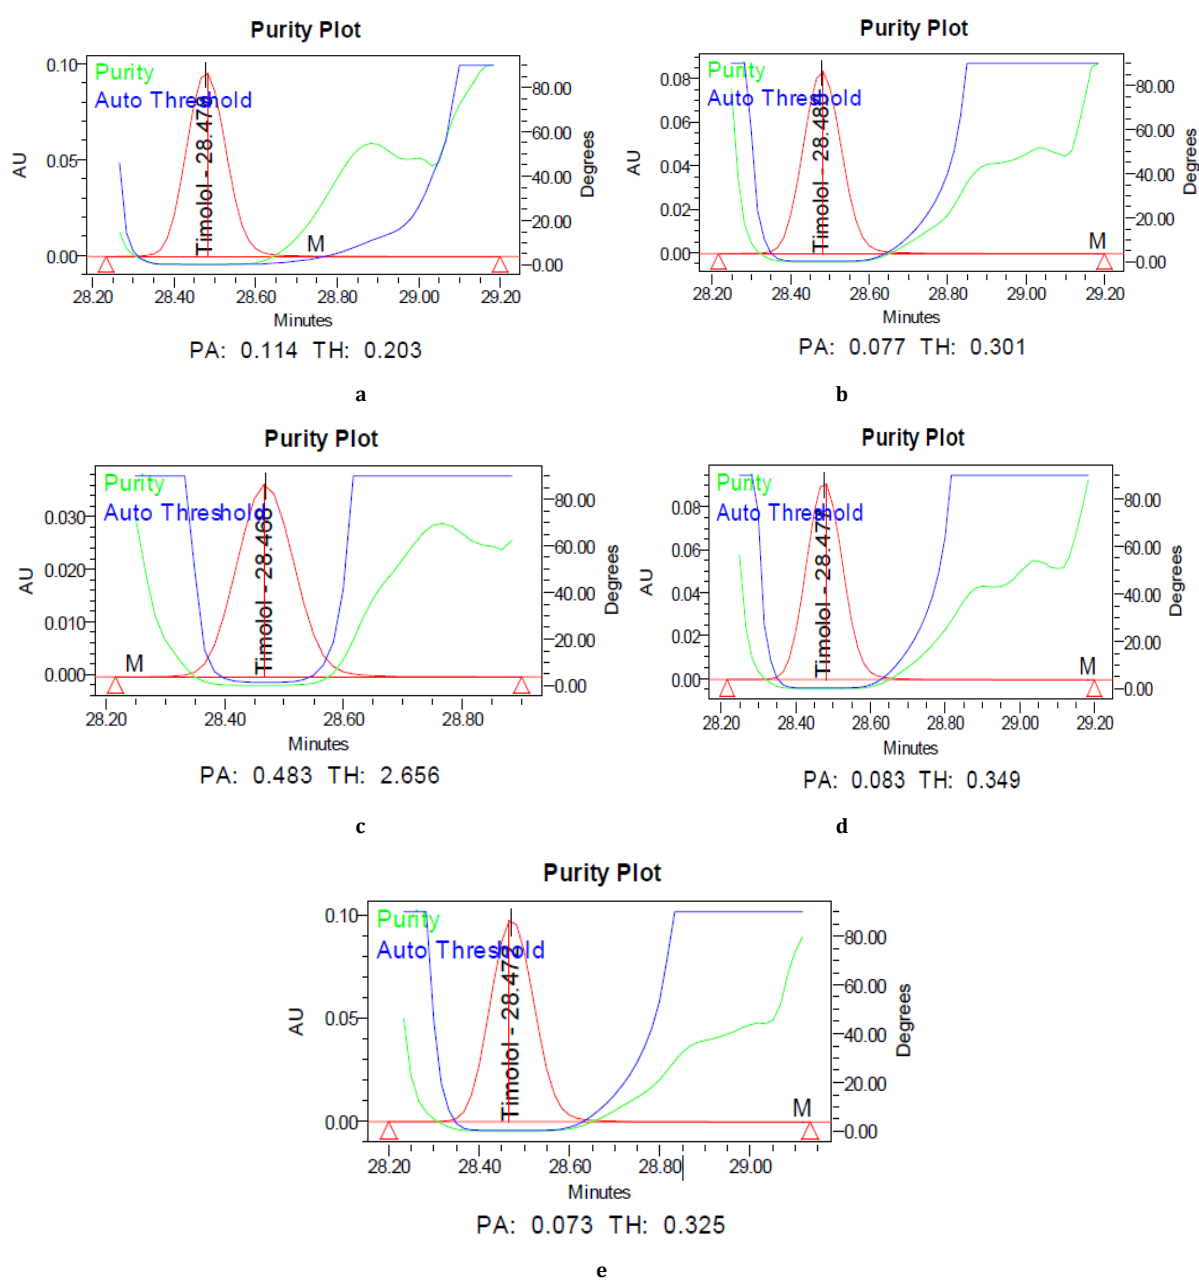 Purity Plot
Purity
Auto Threshold
0.10
0.05
0.00
AU
80.00
60.00
40.00
20.00
0.00
Degrees
M
28.20 28.40 28.60 28.80 29.00 29.20
Minutes
PA: 0.114 TH: 0.203
a
Purity Plot
Purity
Auto Threshold
0.08
0.06
0.04
0.02
0.00
AU
Timolol - 28.480
80.00
60.00
40.00
20.00
0.00
Degrees
M
28.20 28.40 28.60 28.80 29.00 29.20
Minutes
PA: 0.077 TH: 0.301
b
Purity Plot
Purity
Auto Threshold
0.030
0.020
0.010
0.000
AU
Timolol - 28.468
80.00
60.00
40.00
20.00
0.00
Degrees
M
28.20 28.40 28.60 28.80
Minutes
PA: 0.483 TH: 2.656
c
Purity Plot
Purity
Auto Threshold
0.08
0.06
0.04
0.02
0.00
AU
Timolol -
80.00
60.00
40.00
20.00
0.00
Degrees
M
28.20 28.40 28.60 28.80 29.00 29.20
Minutes
PA: 0.083 TH: 0.349
d
Purity Plot
Purity
Auto Threshold
0.10
0.05
0.00
AU
Timolol - 28.472
80.00
60.00
40.00
20.00
0.00
Degrees
M
28.20 28.40 28.60 28.80 29.00
Minutes
PA: 0.073 TH: 0.325
e